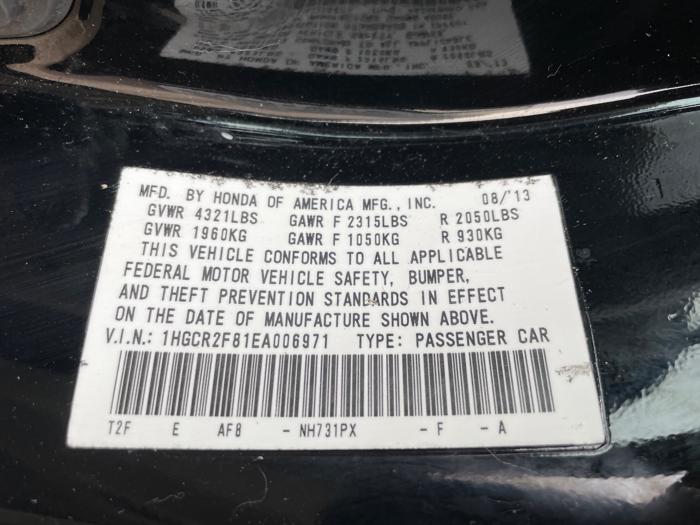 MFD. BY HONDA OF AMERICA MFG., INC. 08/13
GVWR 4321LBS GAWR F 2315LBS R 2050LBS
GVWR 1960KG GAWR F 1050KG R 930KG
THIS VEHICLE CONFORMS TO ALL APPLICABLE
FEDERAL MOTOR VEHICLE SAFETY, BUMPER,
AND THEFT PREVENTION STANDARDS IN EFFECT
ON THE DATE OF MANUFACTURE SHOWN ABOVE.
V.I.N.: 1HGCR2F81EA006971 TYPE: PASSENGER CAR
T2F E AF8 - NH731PX - F - A